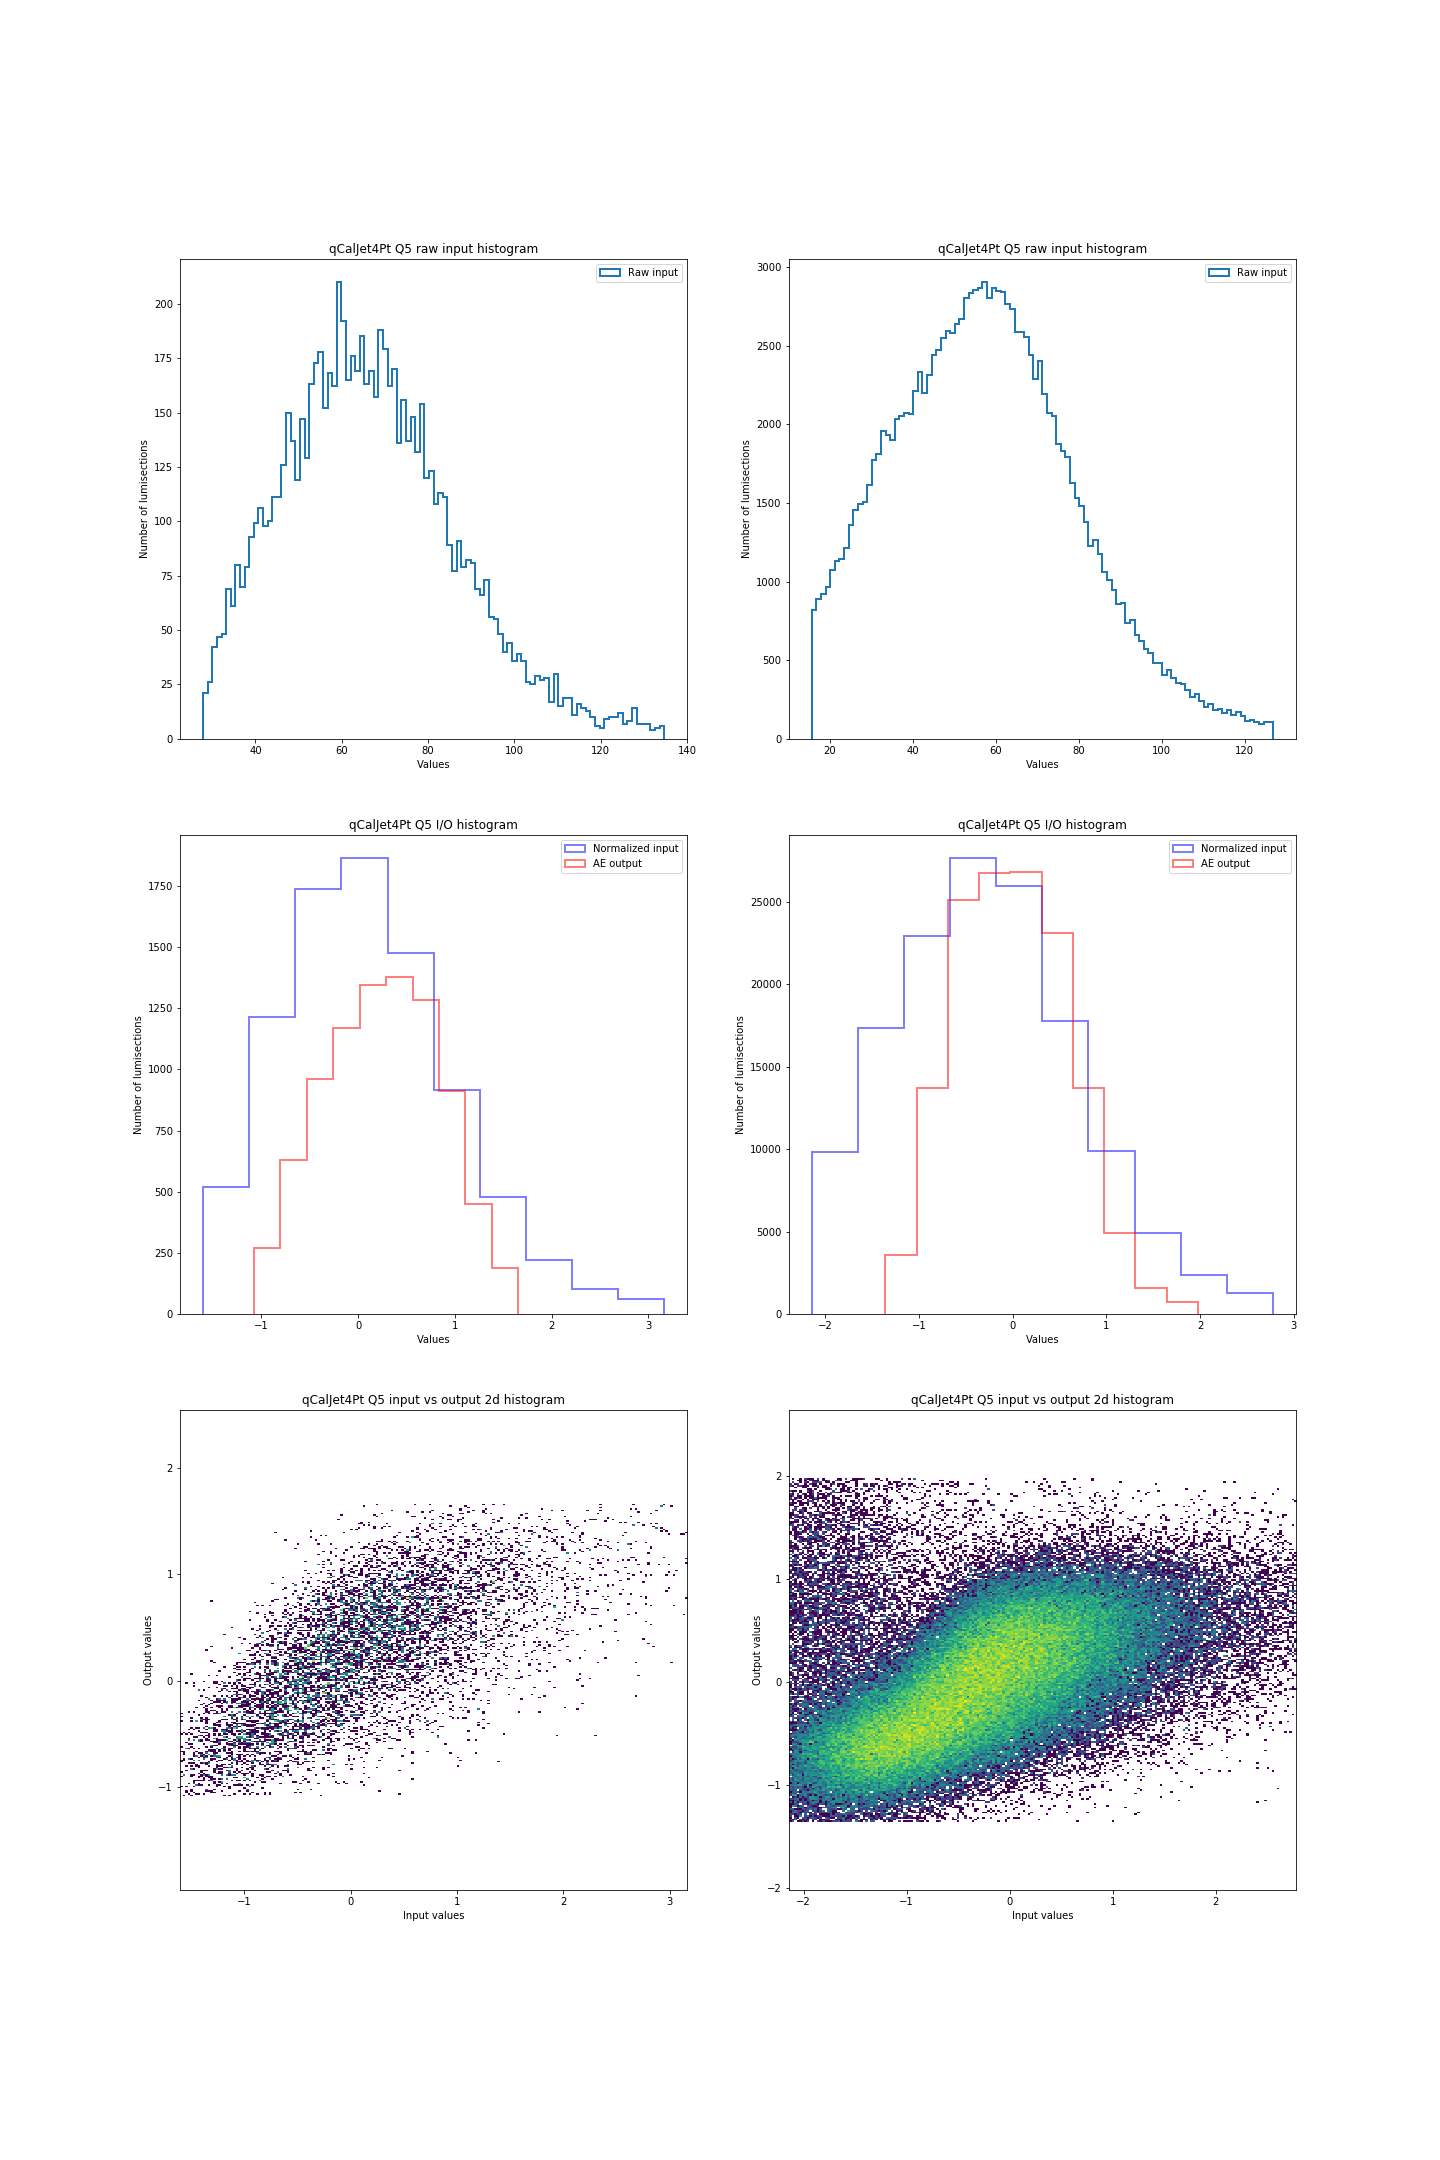 qCalJet4Pt Q5 raw input histogram
Raw input
Number of lumisections
200
175
150
125
100
75
50
25
0
40 60 80 100 120 140
Values
qCalJet4Pt Q5 raw input histogram
Raw input
Number of lumisections
3000
2500
2000
1500
1000
500
0
20 40 60 80 100 120
Values
qCalJet4Pt Q5 I/O histogram
Normalized input
AE output
Number of lumisections
1750
1500
1250
1000
750
500
250
0
−1 0 1 2 3
Values
qCalJet4Pt Q5 I/O histogram
Normalized input
AE output
Number of lumisections
25000
20000
15000
10000
5000
0
−2 −1 0 1 2 3
Values
qCalJet4Pt Q5 input vs output 2d histogram
Output values
2
1
0
−1
−1 0 1 2 3
Input values
qCalJet4Pt Q5 input vs output 2d histogram
Output values
2
1
0
−1
−2
−2 −1 0 1 2
Input values